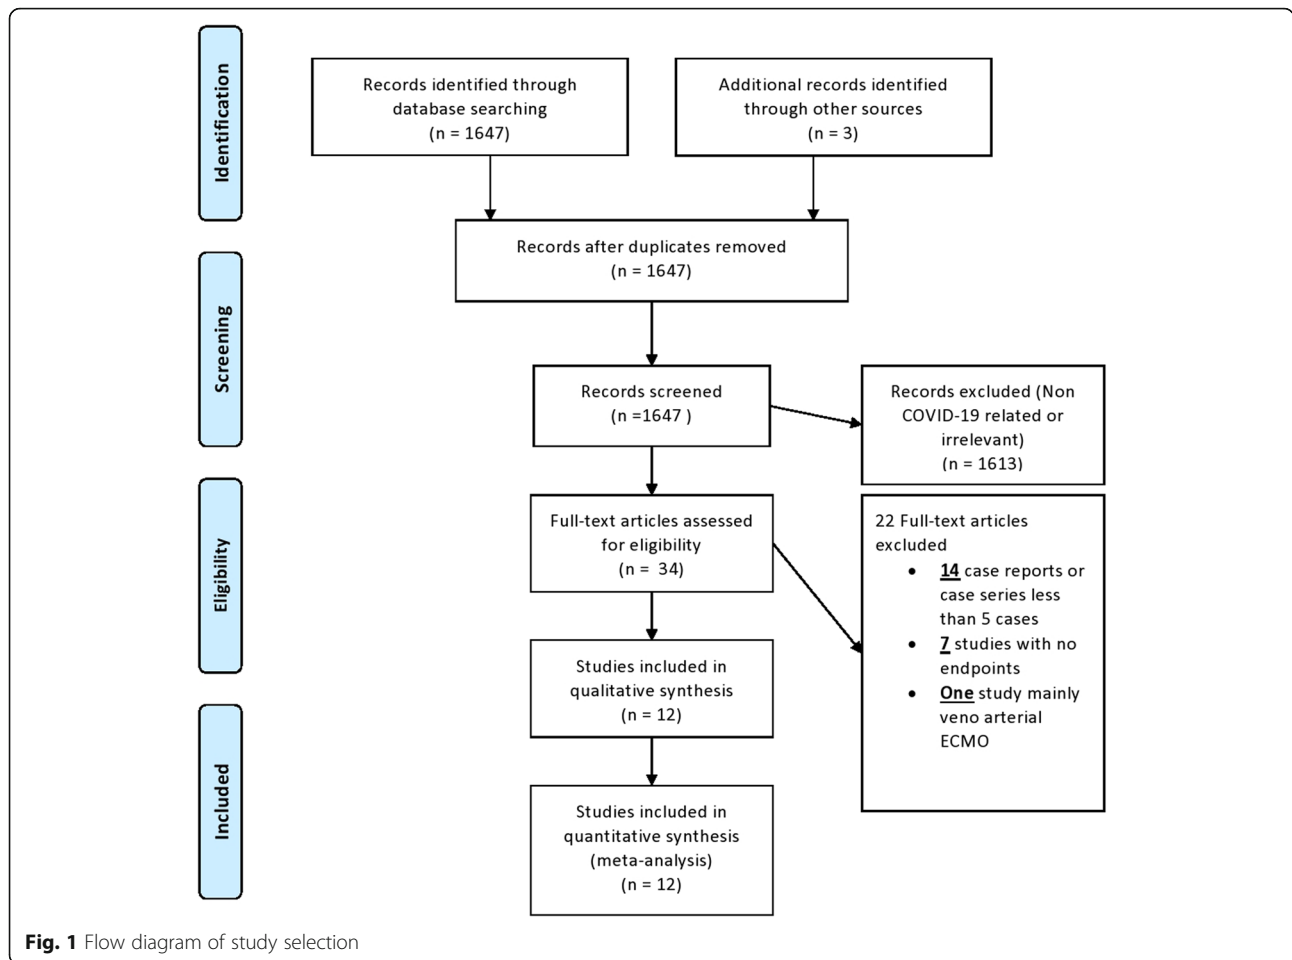 Identification
Records identified through
database searching
(n = 1647)
Additional records identified
through other sources
(n = 3)
Records after duplicates removed
(n = 1647)
Screening
Records screened
(n =1647 )
Records excluded (Non
COVID-19 related or
irrelevant)
(n = 1613)
Eligibility
Full-text articles assessed
for eligibility
(n =  34)
22 Full-text articles
excluded
• 14 case reports or
case series less
than 5 cases
• 7 studies with no
endpoints
• One study mainly
veno arterial
ECMO
Studies included in
qualitative synthesis
(n = 12)
Included
Studies included in
quantitative synthesis
(meta-analysis)
(n = 12)
Fig. 1 Flow diagram of study selection